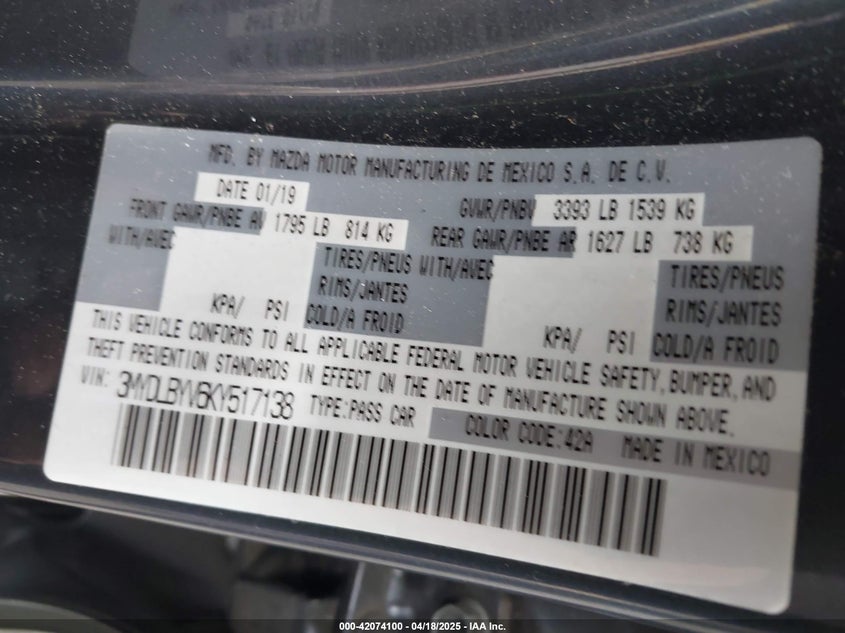 MFD. BY MAZDA MOTOR MANUFACTURING DE MEXICO S.A. DE C.V.
DATE 01/19
GVWR/PNBV 3393 LB 1539 KG
FRONT GAWR/PNBE AV 1795 LB 814 KG
REAR GAWR/PNBE AR 1627 LB 738 KG
WITH/AVEC
TIRES/PNEUS
RIMS/JANTES
KPA/ PSI COLD/A FROID
WITH/AVEC
TIRES/PNEUS
RIMS/JANTES
KPA/ PSI COLD/A FROID
THIS VEHICLE CONFORMS TO ALL APPLICABLE FEDERAL MOTOR VEHICLE SAFETY, BUMPER, AND
THEFT PREVENTION STANDARDS IN EFFECT ON THE DATE OF MANUFACTURE SHOWN ABOVE.
VIN: 3MYDLBYV6KY517138 TYPE:PASS CAR
COLOR CODE:42A MADE IN MEXICO
000-42074100 - 04/18/2025 - IAA Inc.